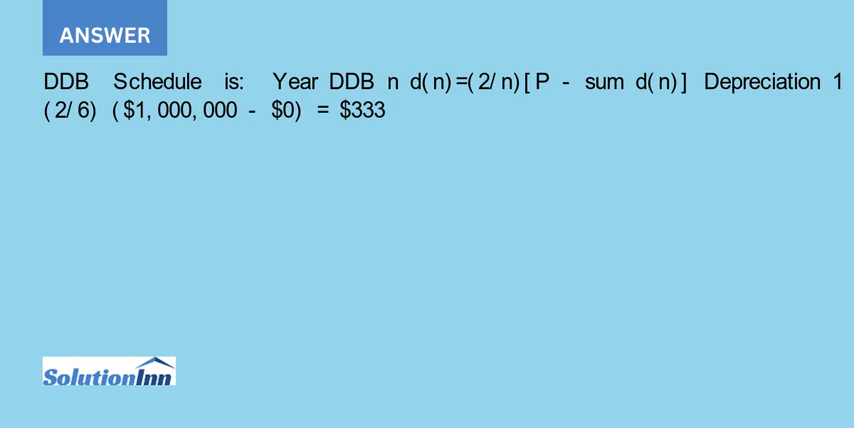 ANSWER
DDB Schedule is: Year DDB n d(n)=(2/n)[P - sum d(n)] Depreciation 1
(2/6) ($1,000,000 - $0) = $333
SolutionInn